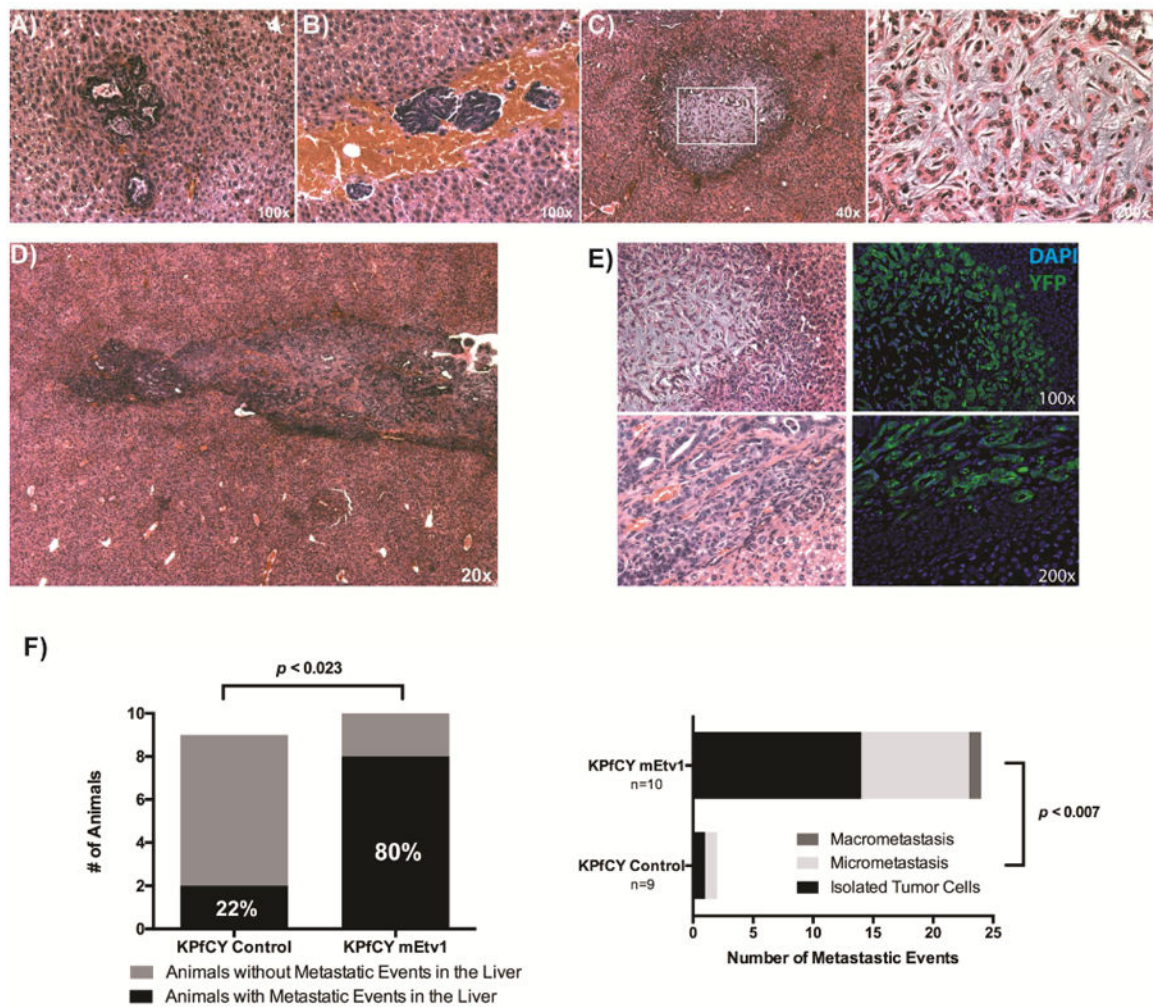 A)
100x
B)
100x
C)
40x
200x
D)
20x
E)
DAPI
YFP
100x
200x
F)
p < 0.023
# of Animals
10
8
6
4
2
0
22%
80%
KPfCY Control
KPfCY mEtv1
Animals without Metastatic Events in the Liver
Animals with Metastatic Events in the Liver
KPfCY mEtv1
n=10
KPfCY Control
n=9
p < 0.007
Macrometastasis
Micrometastasis
Isolated Tumor Cells
0 5 10 15 20 25
Number of Metastastic Events